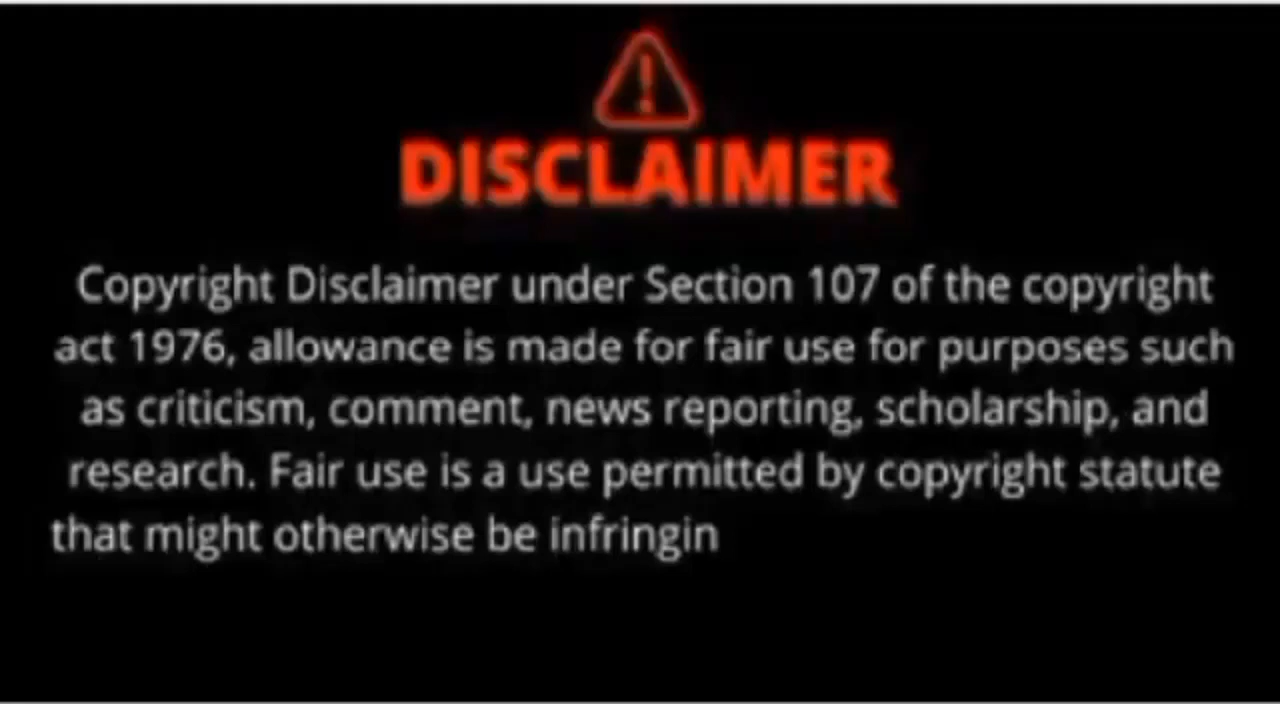 DISCLAIMER
Copyright Disclaimer under Section 107 of the copyright
act 1976, allowance is made for fair use for purposes such
as criticism, comment, news reporting, scholarship, and
research. Fair use is a use permitted by copyright statute
that might otherwise be infringin